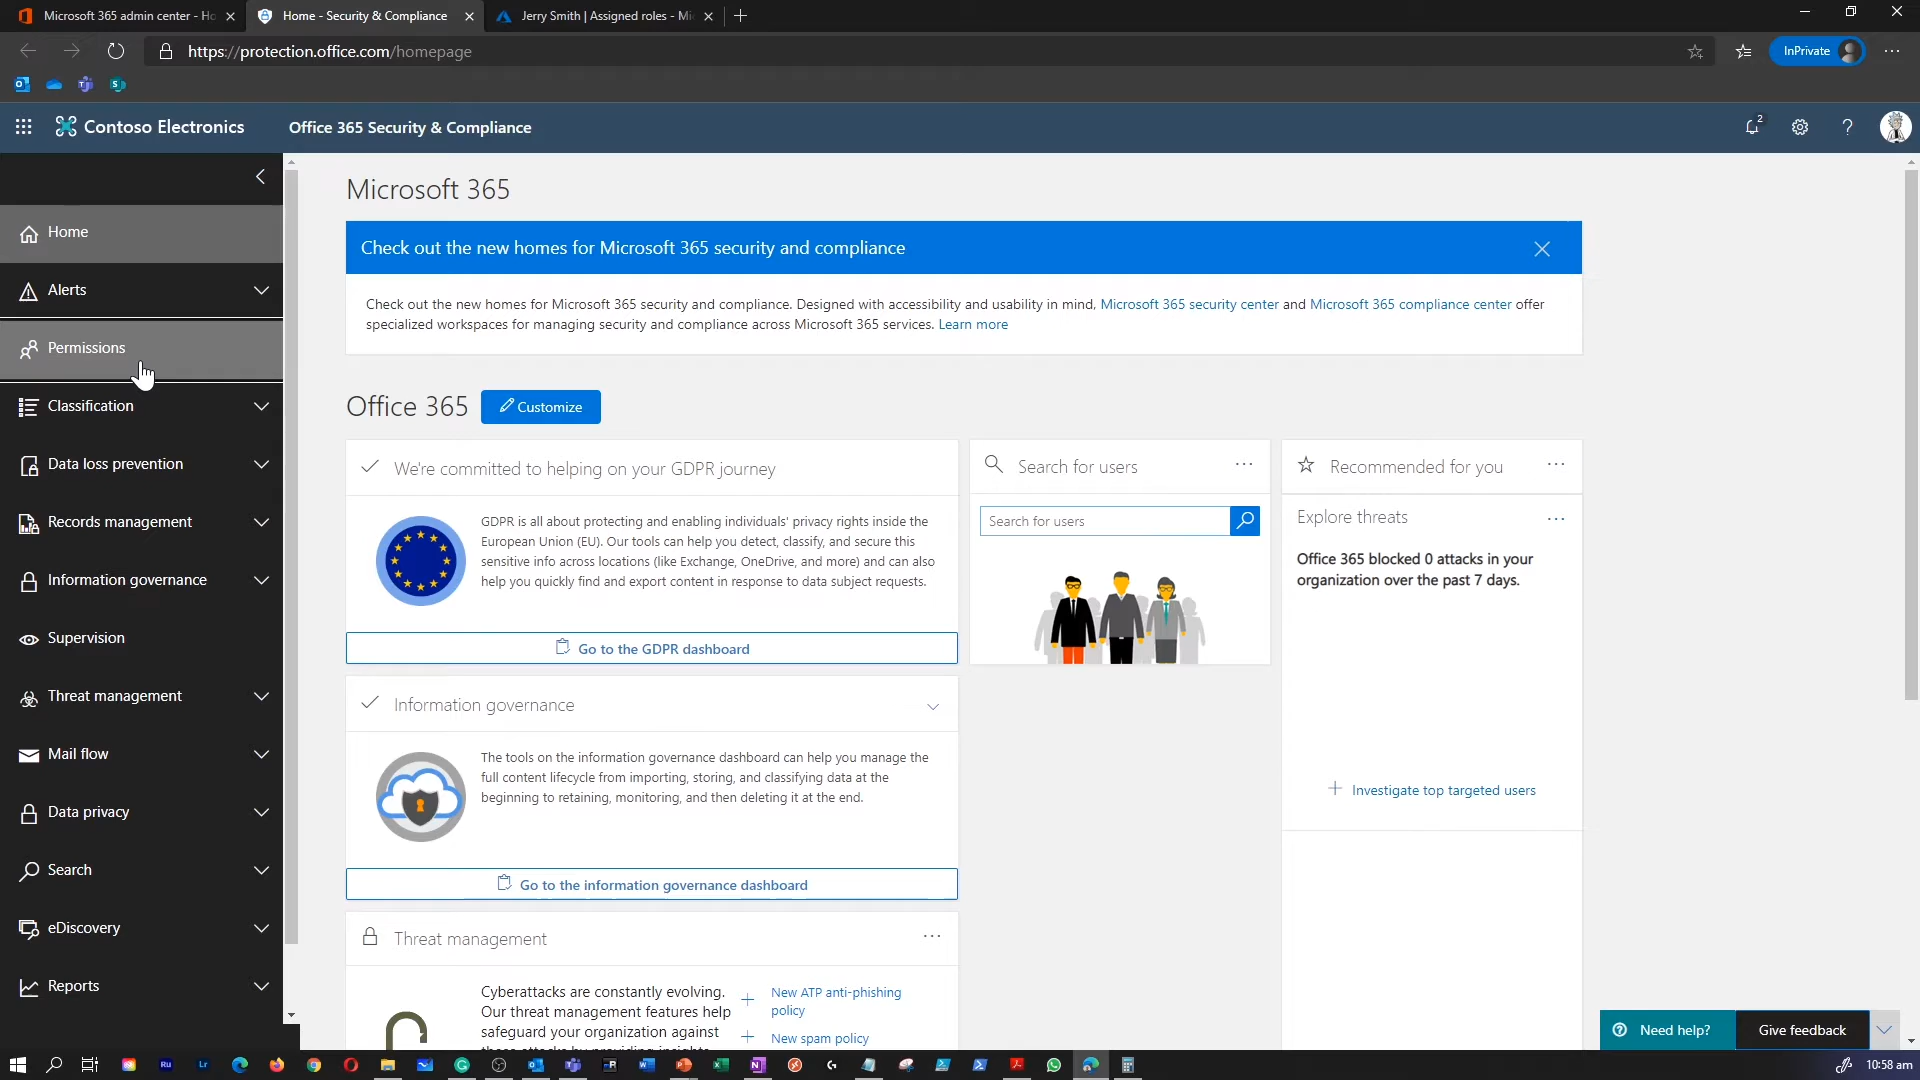 Microsoft 365 admin center - Ho
Home - Security & Compliance
Jerry Smith | Assigned roles - Mi
https://protection.office.com/homepage
InPrivate
Contoso Electronics
Office 365 Security & Compliance
2
Home
Alerts
Permissions
Classification
Data loss prevention
Records management
Information governance
Supervision
Threat management
Mail flow
Data privacy
Search
eDiscovery
Reports
Microsoft 365
Check out the new homes for Microsoft 365 security and compliance
Check out the new homes for Microsoft 365 security and compliance. Designed with accessibility and usability in mind, Microsoft 365 security center and Microsoft 365 compliance center offer
specialized workspaces for managing security and compliance across Microsoft 365 services. Learn more
Office 365
Customize
We're committed to helping on your GDPR journey
GDPR is all about protecting and enabling individuals' privacy rights inside the
European Union (EU). Our tools can help you detect, classify, and secure this
sensitive info across locations (like Exchange, OneDrive, and more) and can also
help you quickly find and export content in response to data subject requests.
Go to the GDPR dashboard
Information governance
The tools on the information governance dashboard can help you manage the
full content lifecycle from importing, storing, and classifying data at the
beginning to retaining, monitoring, and then deleting it at the end.
Go to the information governance dashboard
Threat management
Cyberattacks are constantly evolving.
Our threat management features help
safeguard your organization against
New ATP anti-phishing
policy
New spam policy
Search for users
Search for users
Recommended for you
Explore threats
Office 365 blocked 0 attacks in your
organization over the past 7 days.
Investigate top targeted users
Need help?
Give feedback
Ru
Lr
10:58 am